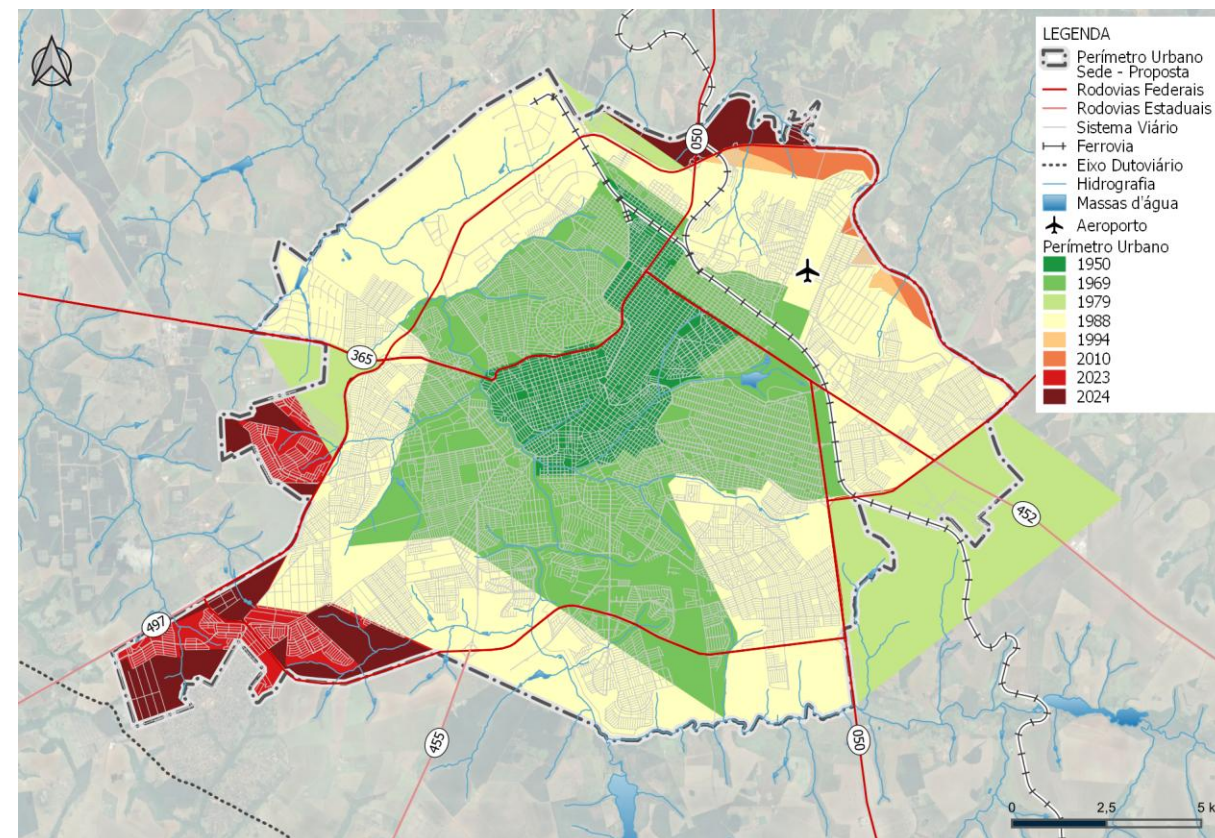 LEGENDA
Perímetro Urbano
Sede - Proposta
Rodovias Federais
Rodovias Estaduais
Sistema Viário
Ferrovia
Eixo Dutoviário
Hidrografia
Massas d'água
Aeroporto
Perímetro Urbano
1950
1969
1979
1988
1994
2010
2023
2024
050
365
452
497
455
050
0 2,5 5 k